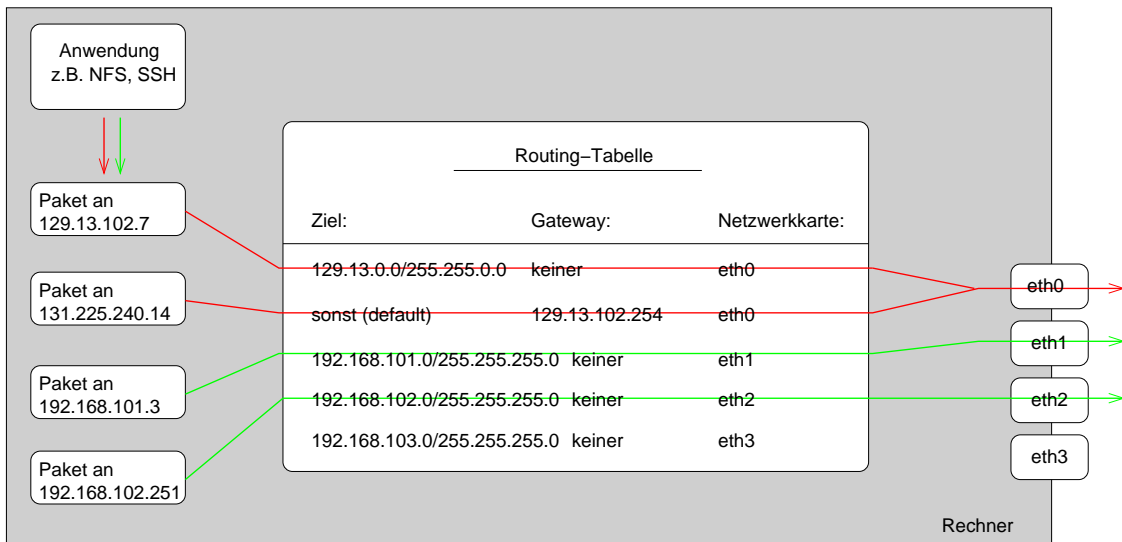 Anwendung
z.B. NFS, SSH
Paket an
129.13.102.7
Paket an
131.225.240.14
Paket an
192.168.101.3
Paket an
192.168.102.251
Routing−Tabelle
Ziel: Gateway: Netzwerkkarte:
129.13.0.0/255.255.0.0 keiner eth0
sonst (default) 129.13.102.254 eth0
192.168.101.0/255.255.255.0 keiner eth1
192.168.102.0/255.255.255.0 keiner eth2
192.168.103.0/255.255.255.0 keiner eth3
eth0
eth1
eth2
eth3
Rechner